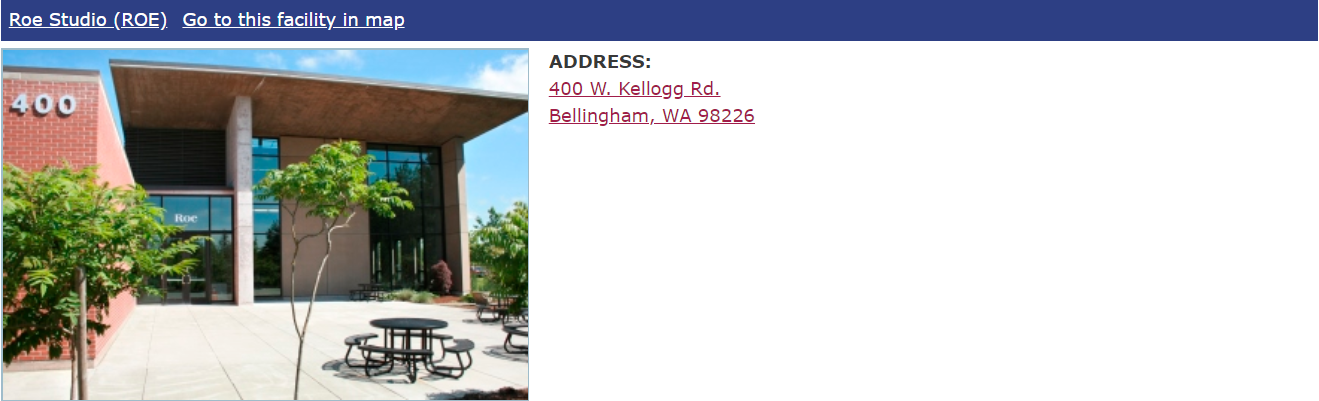 Roe Studio (ROE) Go to this facility in map
400
Roe
ADDRESS:
400 W. Kellogg Rd.
Bellingham, WA 98226